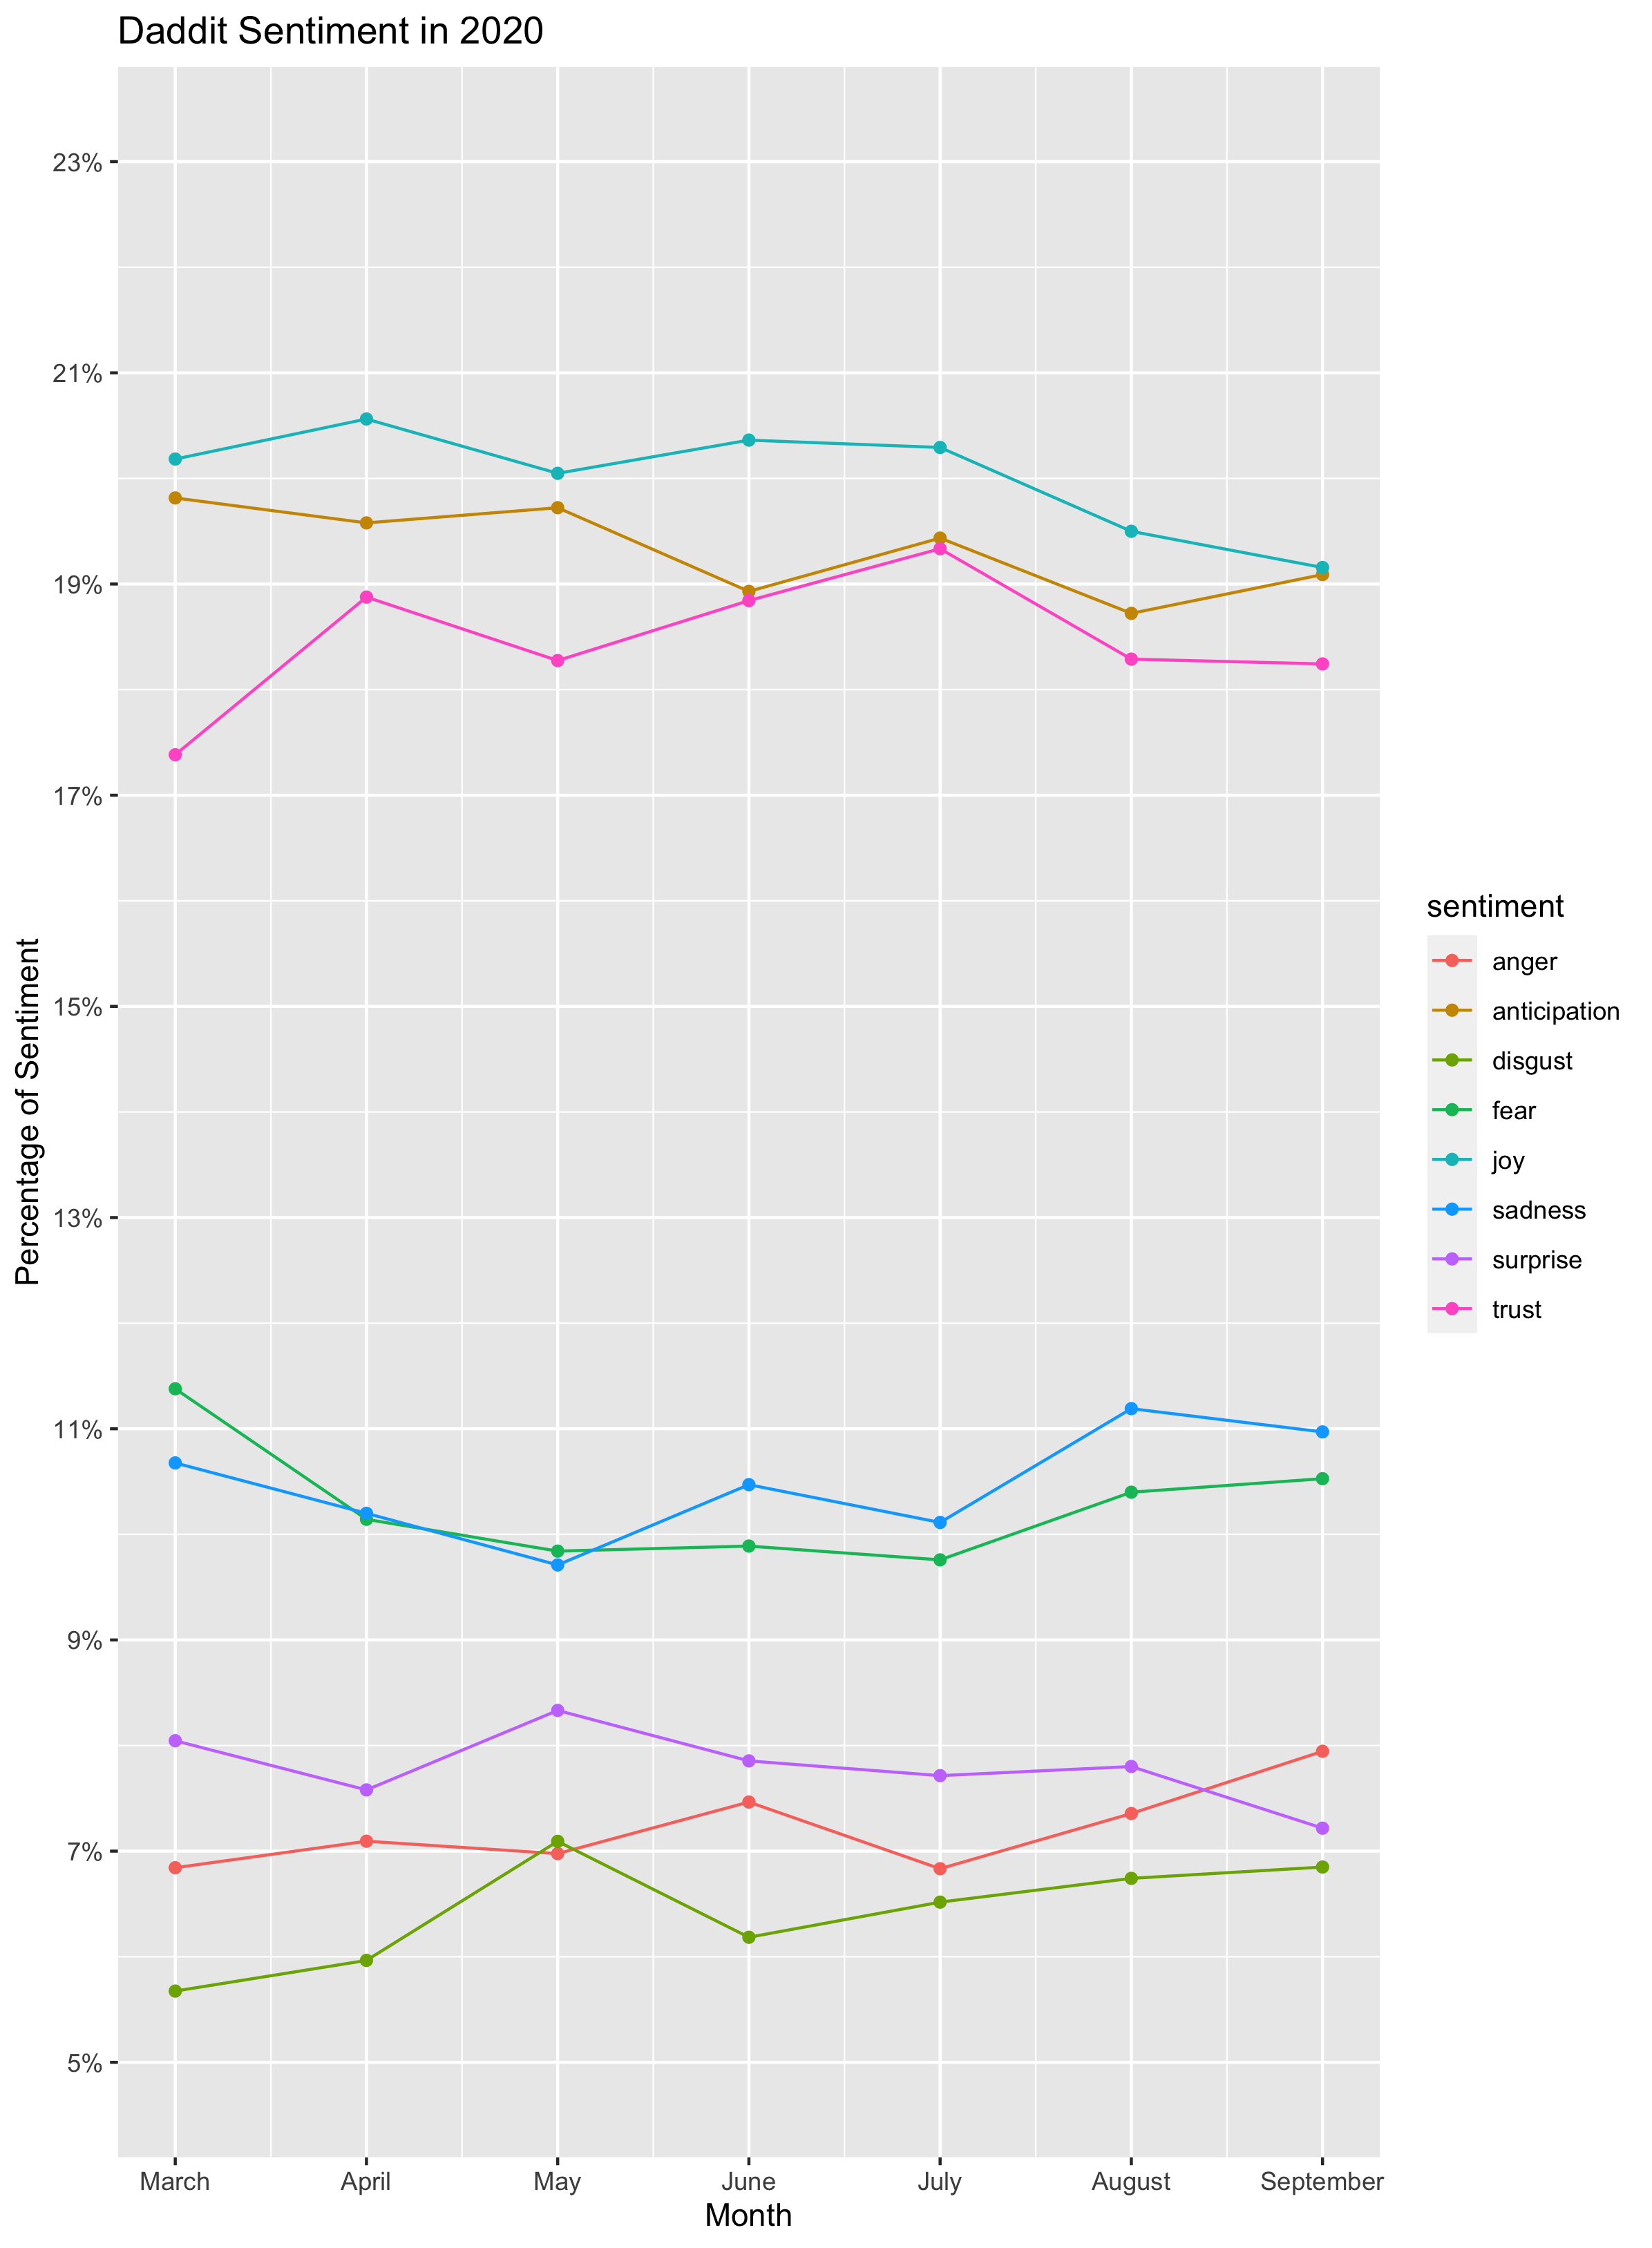 Daddit Sentiment in 2020
Percentage of Sentiment
23%
21%
19%
17%
15%
13%
11%
9%
7%
5%
March April May June July August September
Month
sentiment
anger
anticipation
disgust
fear
joy
sadness
surprise
trust